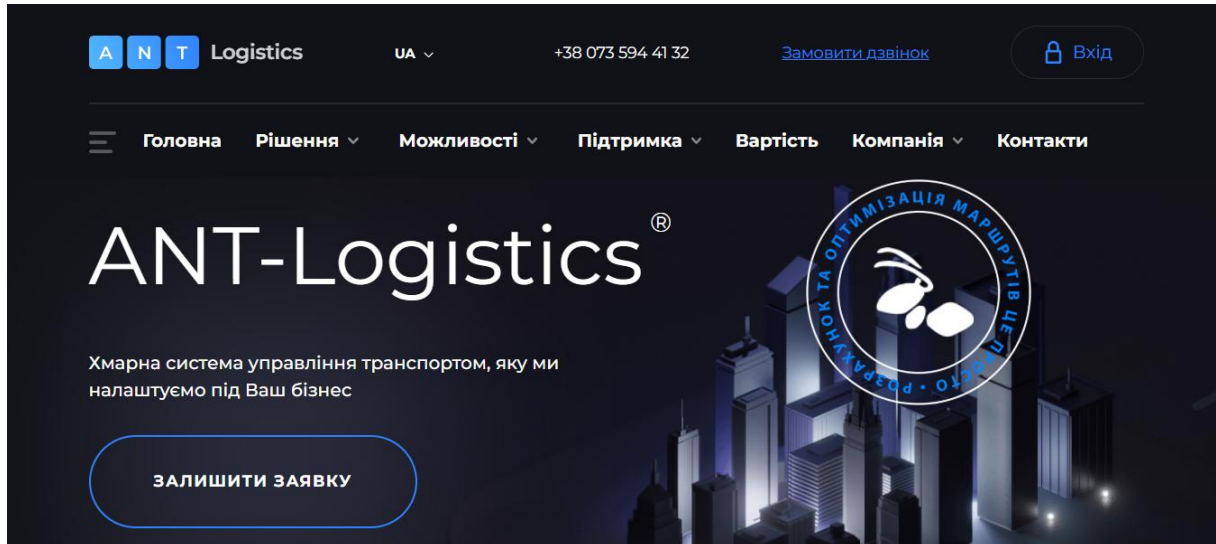 ANT Logistics
UA
+38 073 594 41 32
Замовити дзвінок
Вхід
Головна Рішення Можливості Підтримка Вартість Компанія Контакти
ANT-Logistics®
РОЗРАХУНОК ТА ОПТИМІЗАЦІЯ МАРШРУТІВ ЦЕ ПРОСТО •
Хмарна система управління транспортом, яку ми
налаштуємо під Ваш бізнес
ЗАЛИШИТИ ЗАЯВКУ